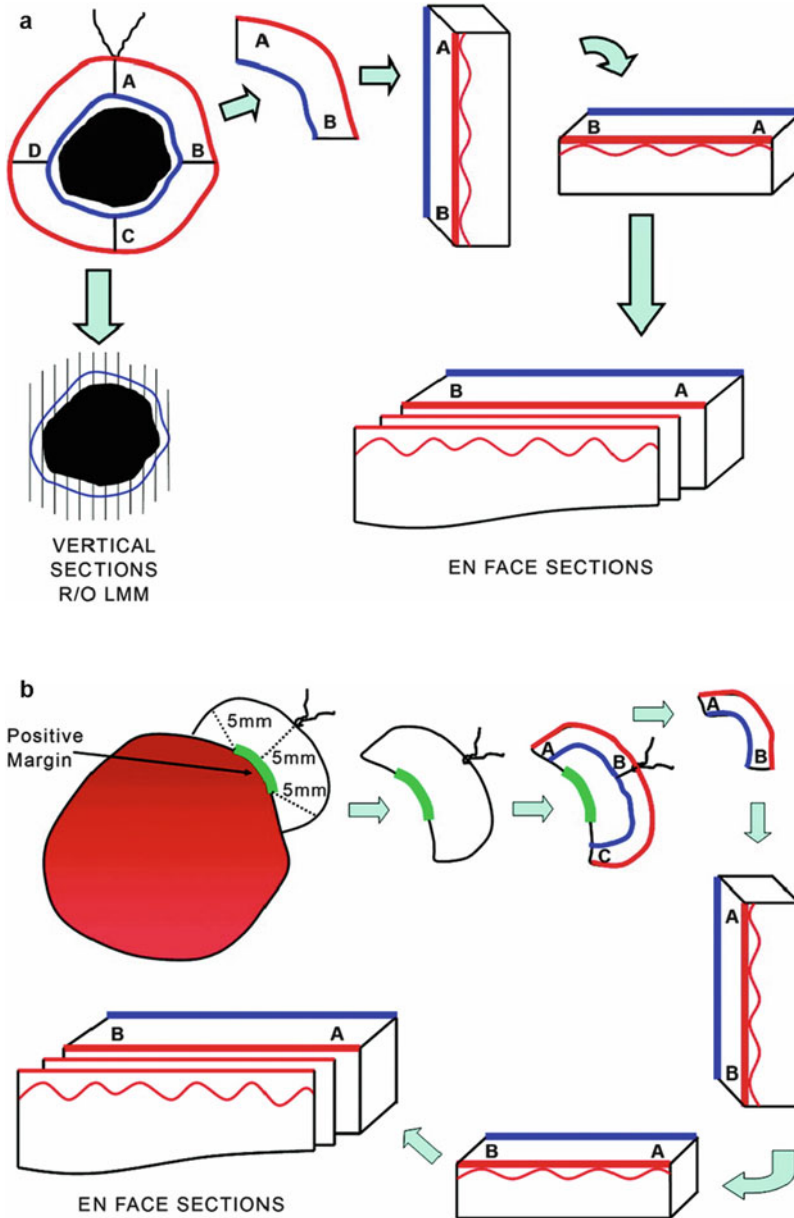 a
A
B
C
D
A
B
A
B
B
A
B
A
VERTICAL
SECTIONS
R/O LMM
EN FACE SECTIONS
b
Positive
Margin
5mm
5mm
5mm
A
B
C
A
B
A
B
B
A
B
A
EN FACE SECTIONS